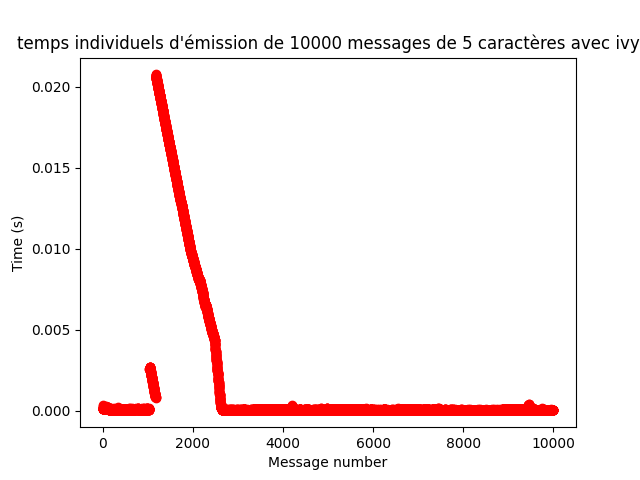 temps individuels d'émission de 10000 messages de 5 caractères avec ivy
0.020
0.015
0.010
0.005
0.000
Time (s)
0 2000 4000 6000 8000 10000
Message number